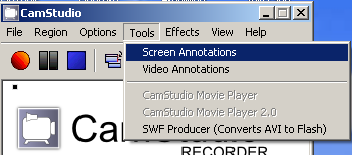 CamStudio
File Region Options Tools Effects View Help
Screen Annotations
Video Annotations
CamStudio Movie Player
CamStudio Movie Player 2.0
SWF Producer (Converts AVI to Flash)
RECORDER